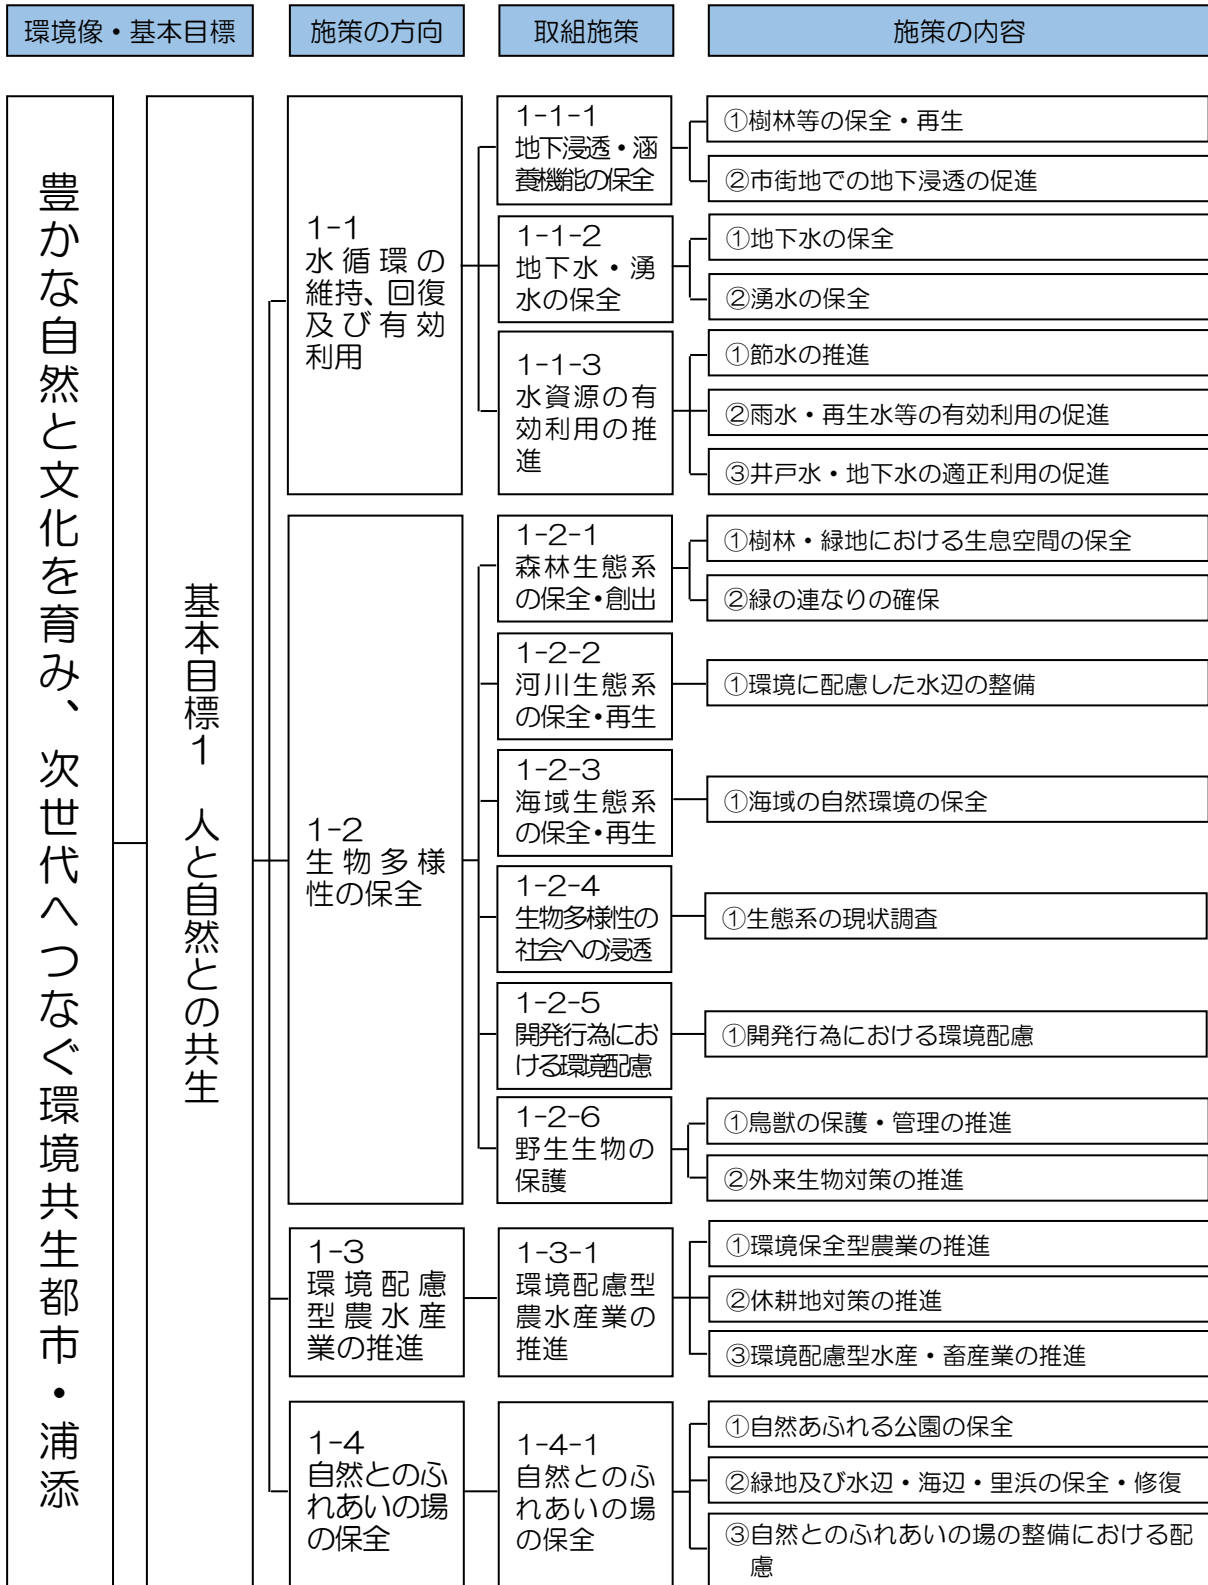 環境像・基本目標
施策の方向
取組施策
施策の内容
豊かな自然と文化を育み、次世代へつなぐ環境共生都市・浦添
基本目標1　人と自然との共生
1-1
水循環の
維持、回復
及び有効
利用
1-1-1
地下浸透・涵
養機能の保全
①樹林等の保全・再生
②市街地での地下浸透の促進
1-1-2
地下水・湧
水の保全
①地下水の保全
②湧水の保全
1-1-3
水資源の有
効利用の推
進
①節水の推進
②雨水・再生水等の有効利用の促進
③井戸水・地下水の適正利用の促進
1-2
生物多様
性の保全
1-2-1
森林生態系
の保全・創出
①樹林・緑地における生息空間の保全
②緑の連なりの確保
1-2-2
河川生態系
の保全・再生
①環境に配慮した水辺の整備
1-2-3
海域生態系
の保全・再生
①海域の自然環境の保全
1-2-4
生物多様性の
社会への浸透
①生態系の現状調査
1-2-5
開発行為にお
ける環境配慮
①開発行為における環境配慮
1-2-6
野生生物の
保護
①鳥獣の保護・管理の推進
②外来生物対策の推進
1-3
環境配慮
型農水産
業の推進
1-3-1
環境配慮型
農水産業の
推進
①環境保全型農業の推進
②休耕地対策の推進
③環境配慮型水産・畜産業の推進
1-4
自然とのふ
れあいの場
の保全
1-4-1
自然とのふ
れあいの場
の保全
①自然あふれる公園の保全
②緑地及び水辺・海辺・里浜の保全・修復
③自然とのふれあいの場の整備における配
慮